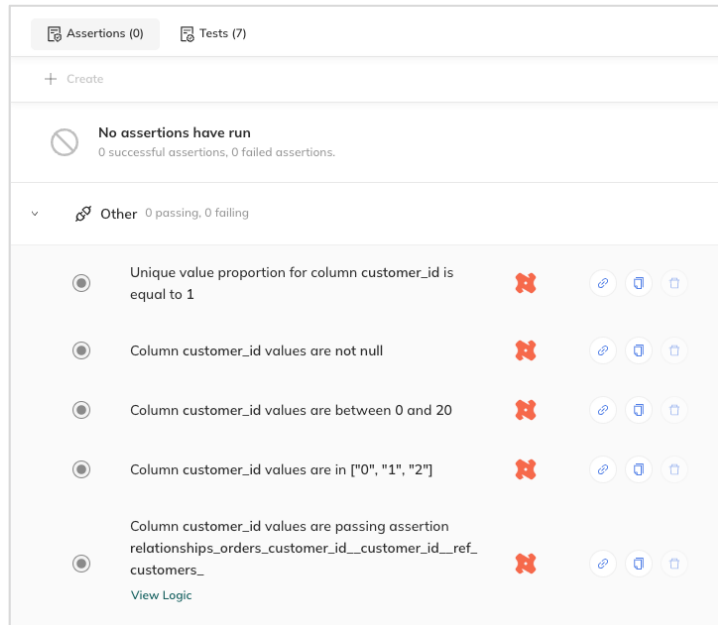 Assertions (0) Tests (7)
+ Create
No assertions have run
0 successful assertions, 0 failed assertions.
Other 0 passing, 0 failing
Unique value proportion for column customer_id is
equal to 1
Column customer_id values are not null
Column customer_id values are between 0 and 20
Column customer_id values are in ["0", "1", "2"]
Column customer_id values are passing assertion
relationships_orders_customer_id__customer_id__ref_
customers_
View Logic